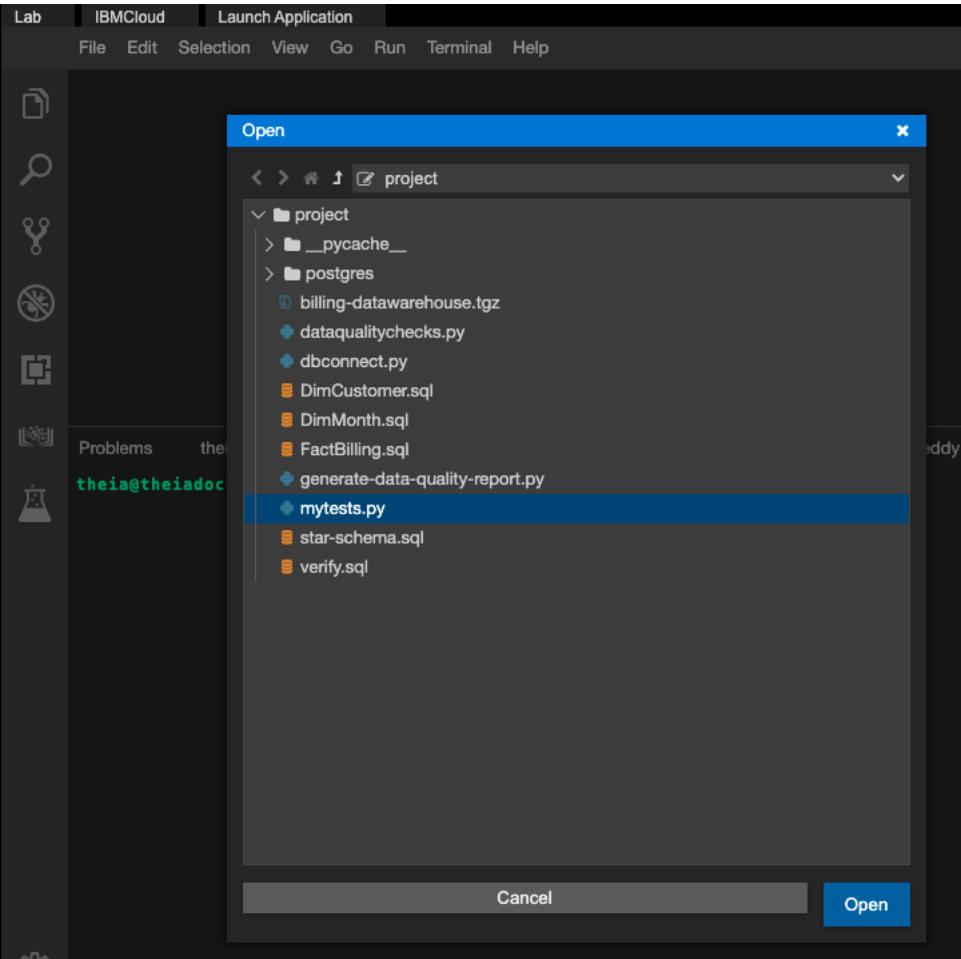 Lab IBMCloud Launch Application
File Edit Selection View Go Run Terminal Help
Open
project
project
__pycache__
postgres
billing-datawarehouse.tgz
dataqualitychecks.py
dbconnect.py
DimCustomer.sql
DimMonth.sql
FactBilling.sql
Problems thei eddy
generate-data-quality-report.py
theia@theiadoc
mytests.py
star-schema.sql
verify.sql
Cancel Open